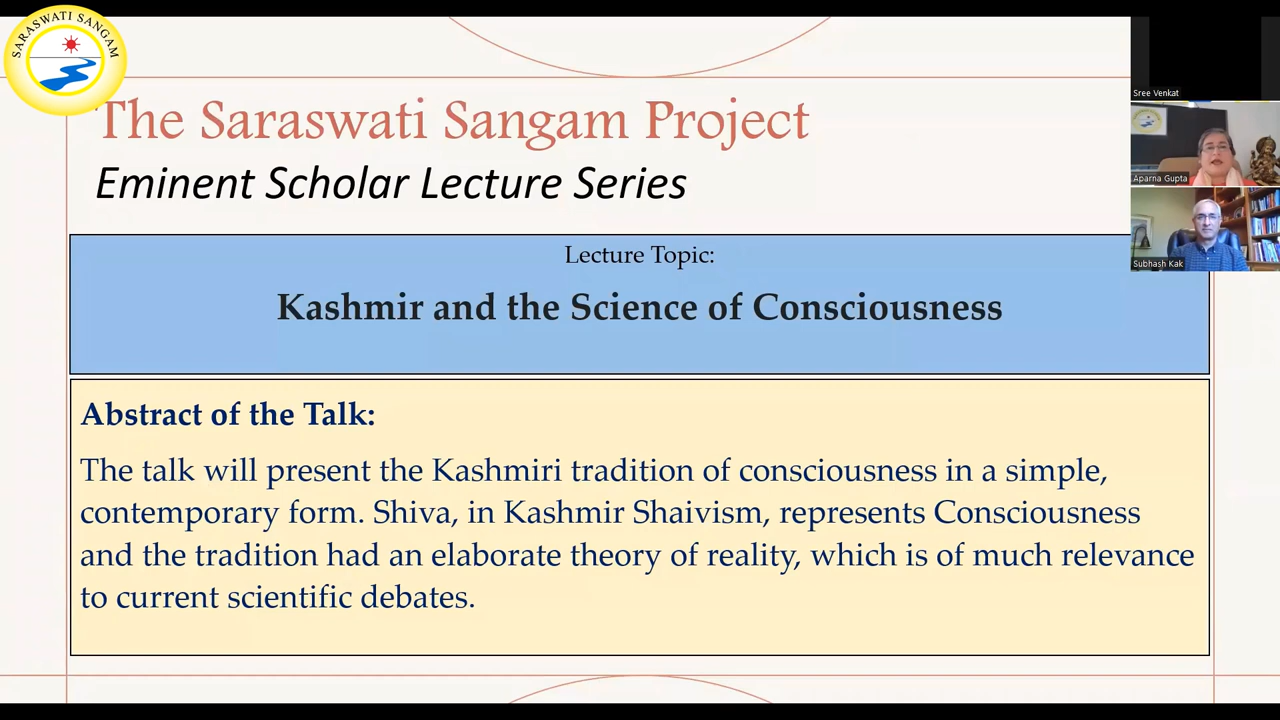 SARASWATI SANGAM
The Saraswati Sangam Project
Eminent Scholar Lecture Series
Lecture Topic:
Kashmir and the Science of Consciousness
Abstract of the Talk:
The talk will present the Kashmiri tradition of consciousness in a simple,
contemporary form. Shiva, in Kashmir Shaivism, represents Consciousness
and the tradition had an elaborate theory of reality, which is of much relevance
to current scientific debates.
Sree Venkat
Aparna Gupta
Subhash Kak